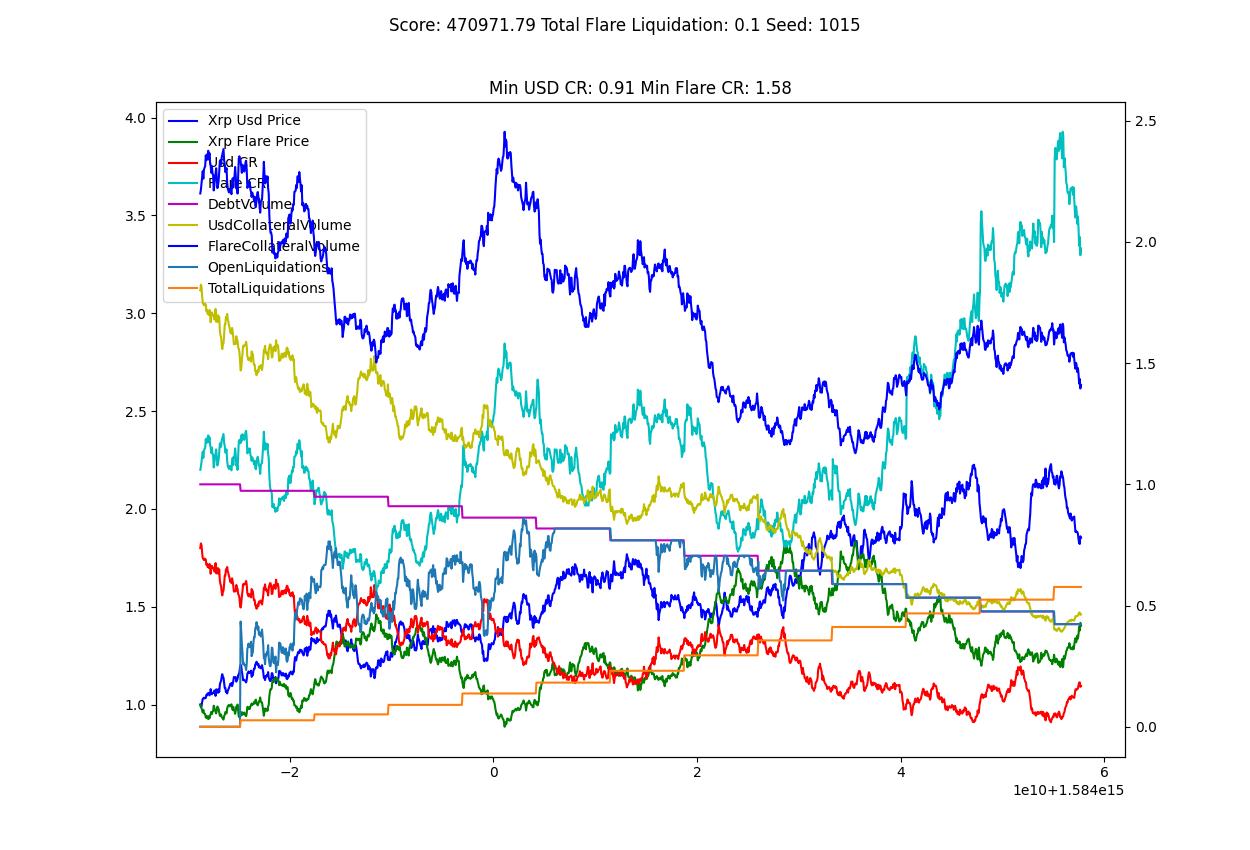 Score: 470971.79 Total Flare Liquidation: 0.1 Seed: 1015
Min USD CR: 0.91 Min Flare CR: 1.58
Xrp Usd Price
Xrp Flare Price
Usd CR
Flare CR
DebtVolume
UsdCollateralVolume
FlareCollateralVolume
OpenLiquidations
TotalLiquidations
4.0
3.5
3.0
2.5
2.0
1.5
1.0
2.5
2.0
1.5
1.0
0.5
0.0
−2 0 2 4 6
1e10+1.584e15